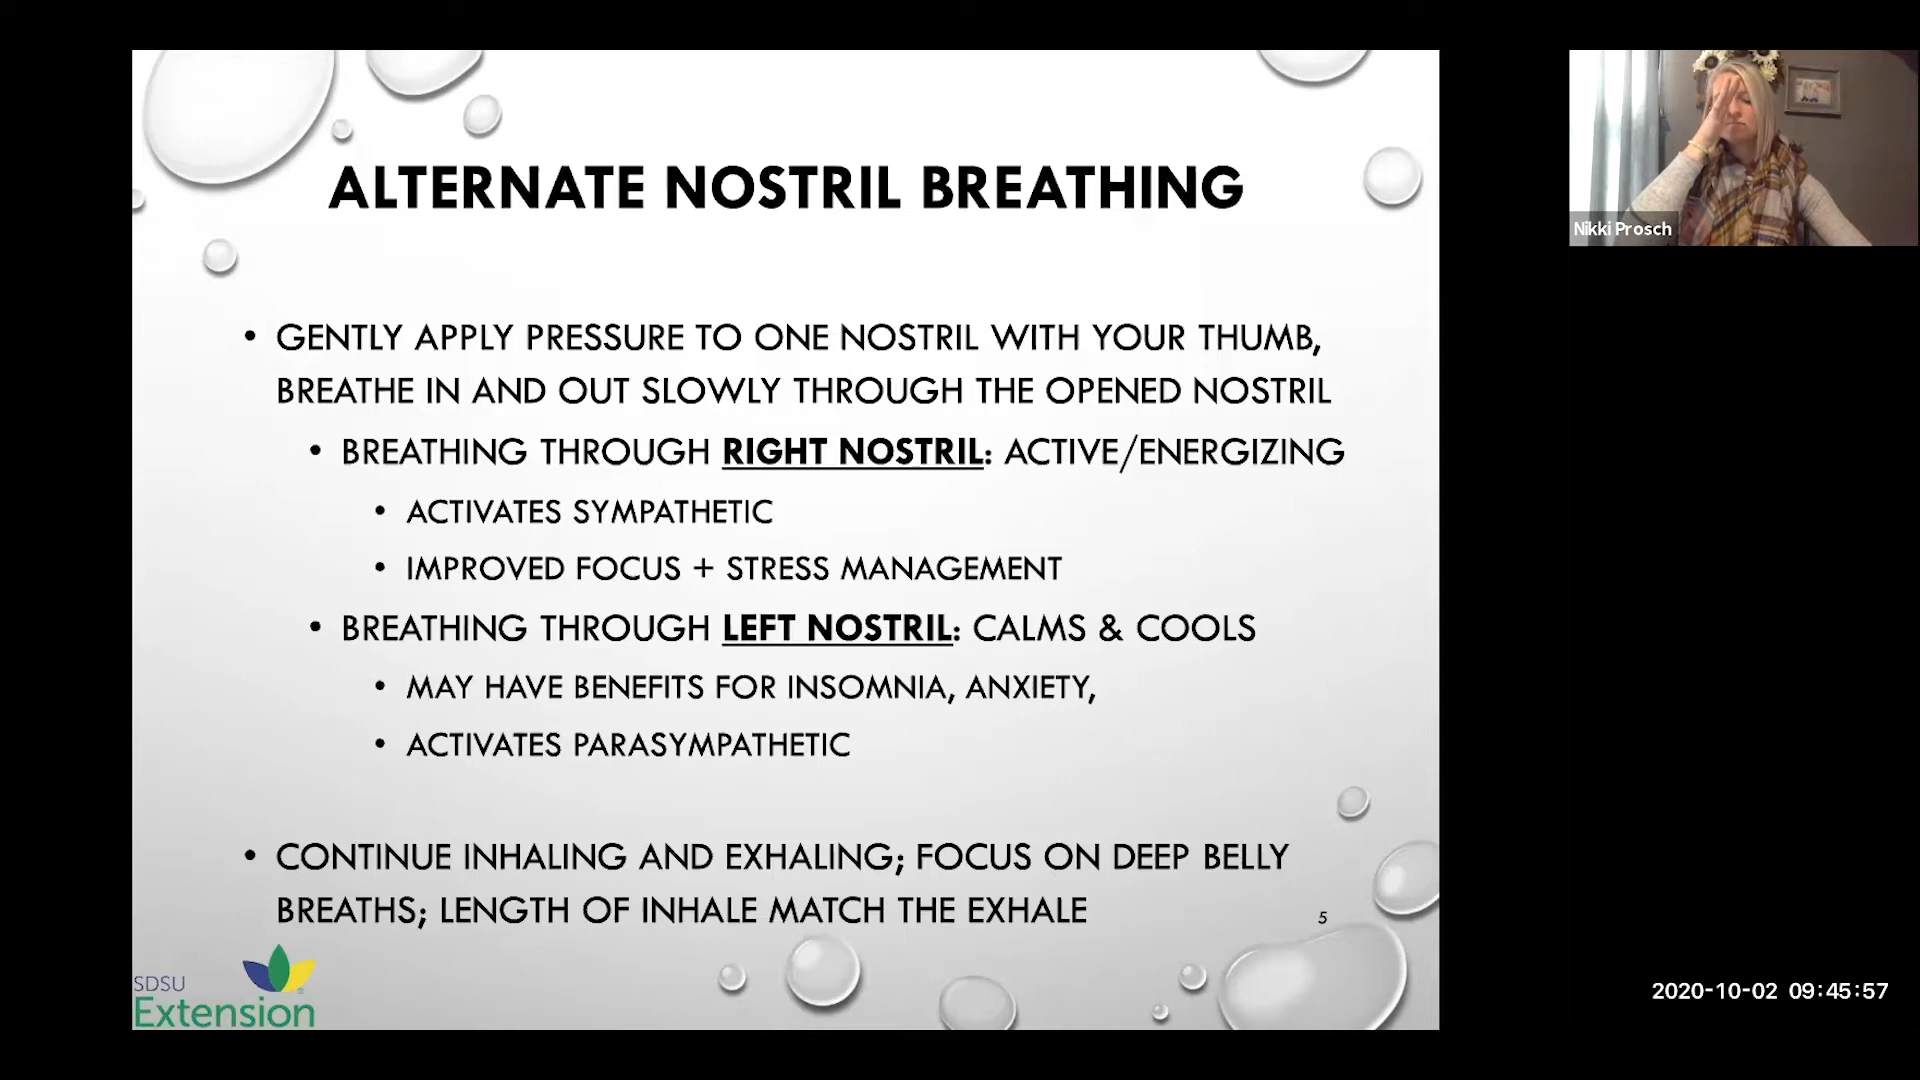 ALTERNATE NOSTRIL BREATHING
• GENTLY APPLY PRESSURE TO ONE NOSTRIL WITH YOUR THUMB,
BREATHE IN AND OUT SLOWLY THROUGH THE OPENED NOSTRIL
• BREATHING THROUGH RIGHT NOSTRIL: ACTIVE/ENERGIZING
• ACTIVATES SYMPATHETIC
• IMPROVED FOCUS + STRESS MANAGEMENT
• BREATHING THROUGH LEFT NOSTRIL: CALMS & COOLS
• MAY HAVE BENEFITS FOR INSOMNIA, ANXIETY,
• ACTIVATES PARASYMPATHETIC
• CONTINUE INHALING AND EXHALING; FOCUS ON DEEP BELLY
BREATHS; LENGTH OF INHALE MATCH THE EXHALE
5
SDSU
Extension
Nikki Prosch
2020-10-02 09:45:57